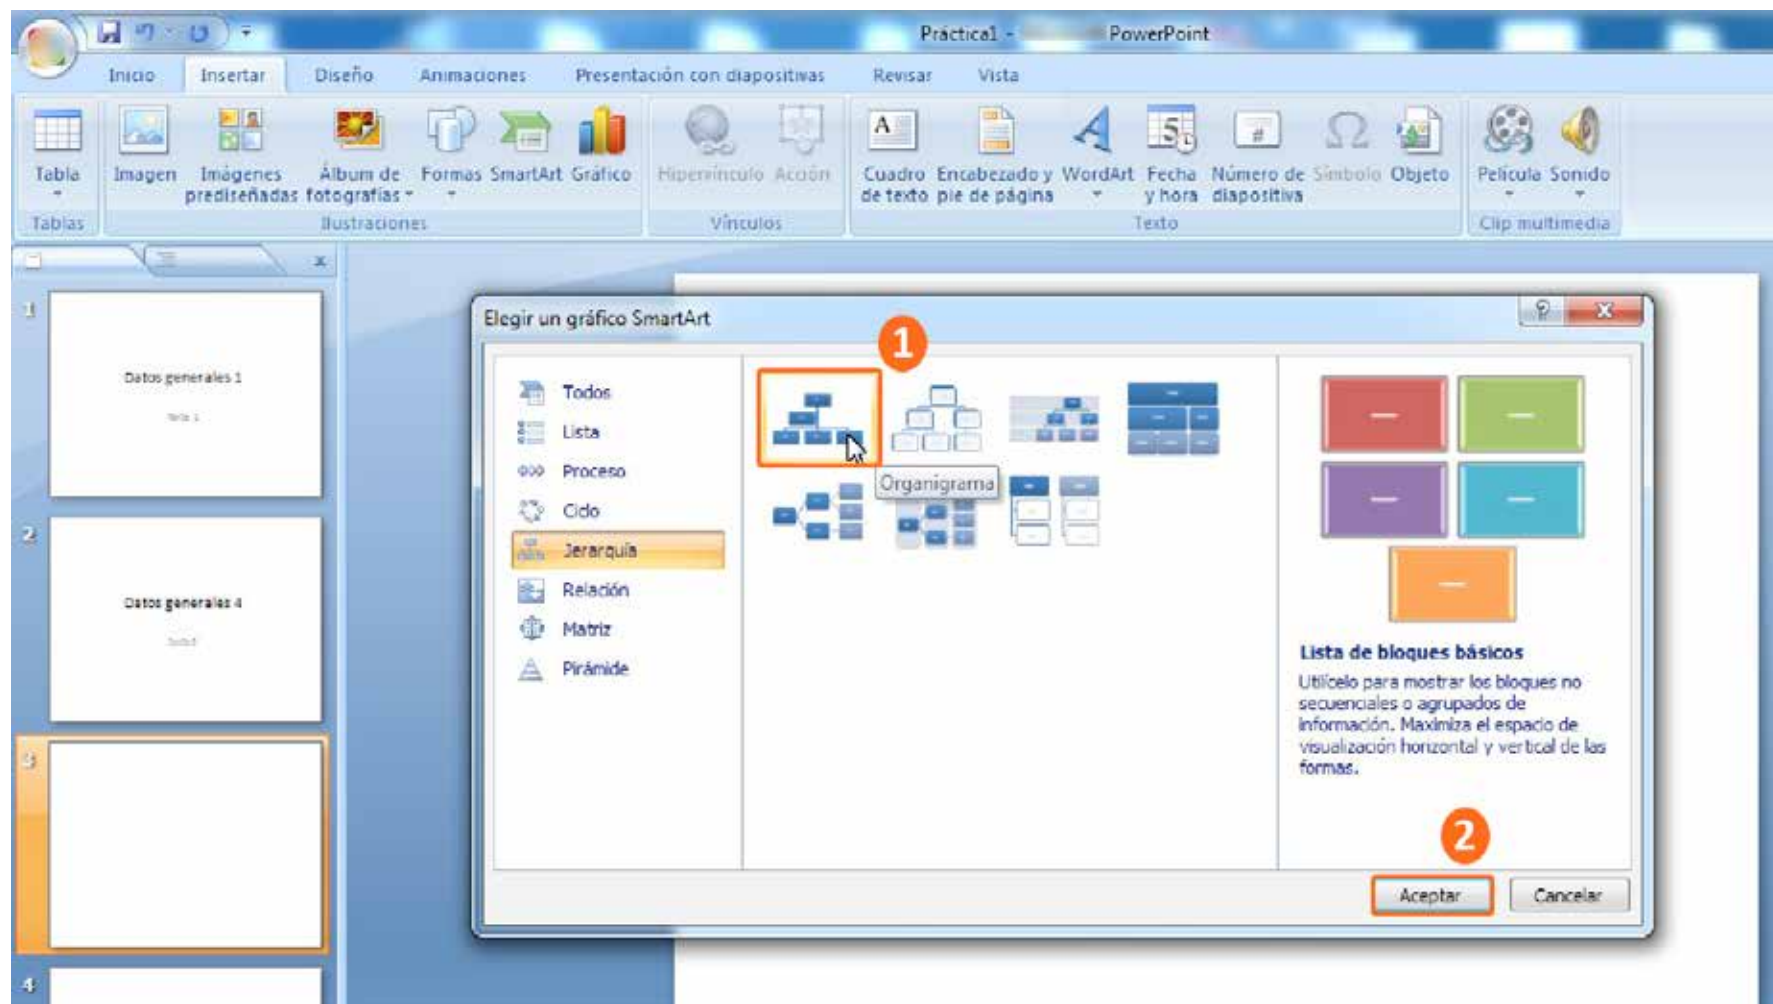 Práctica1 - PowerPoint
Inicio Insertar Diseño Animaciones Presentación con diapositivas Revisar Vista
Tabla Imagen Imágenes prediseñadas Álbum de fotografías Formas SmartArt Gráfico Hipervínculo Acción Cuadro de texto Encabezado y pie de página WordArt Fecha y hora Número de diapositiva Símbolo Objeto Película Sonido
Tablas Ilustraciones Vínculos Texto Clip multimedia
1
Datos generales 1
2
Datos generales 4
3
4
Elegir un gráfico SmartArt
1
Todos
Lista
Proceso
Ciclo
Jerarquía
Relación
Matriz
Pirámide
Organigrama
Lista de bloques básicos
Utilícelo para mostrar los bloques no
secuenciales o agrupados de
información. Maximiza el espacio de
visualización horizontal y vertical de las
formas.
2
Aceptar Cancelar